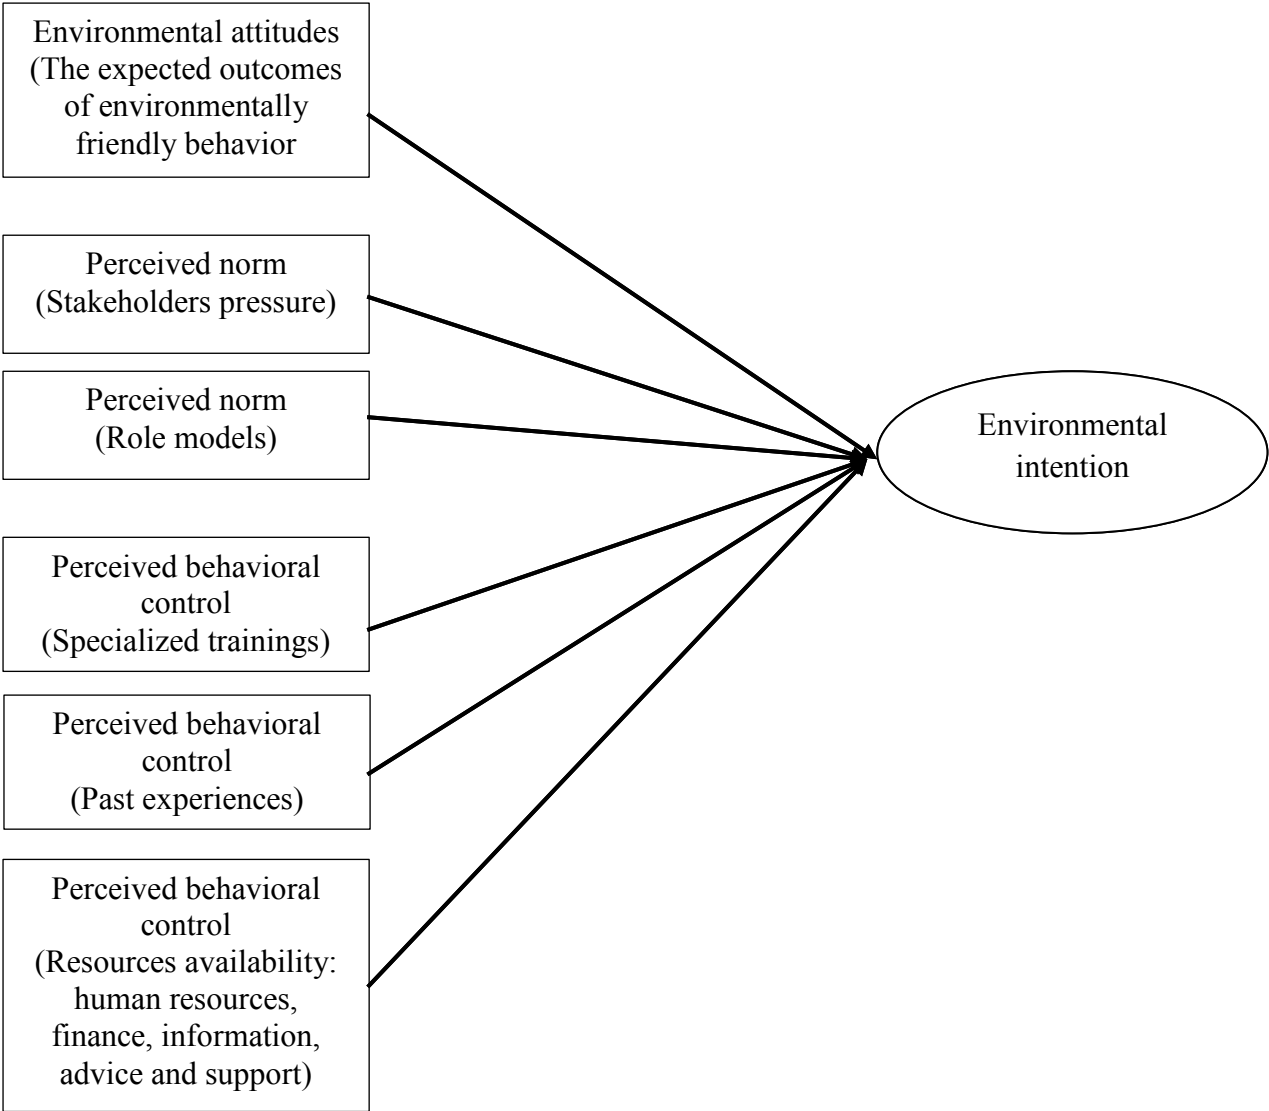 Environmental attitudes
(The expected outcomes
of environmentally
friendly behavior
Perceived norm
(Stakeholders pressure)
Perceived norm
(Role models)
Perceived behavioral
control
(Specialized trainings)
Perceived behavioral
control
(Past experiences)
Perceived behavioral
control
(Resources availability:
human resources,
finance, information,
advice and support)
Environmental
intention